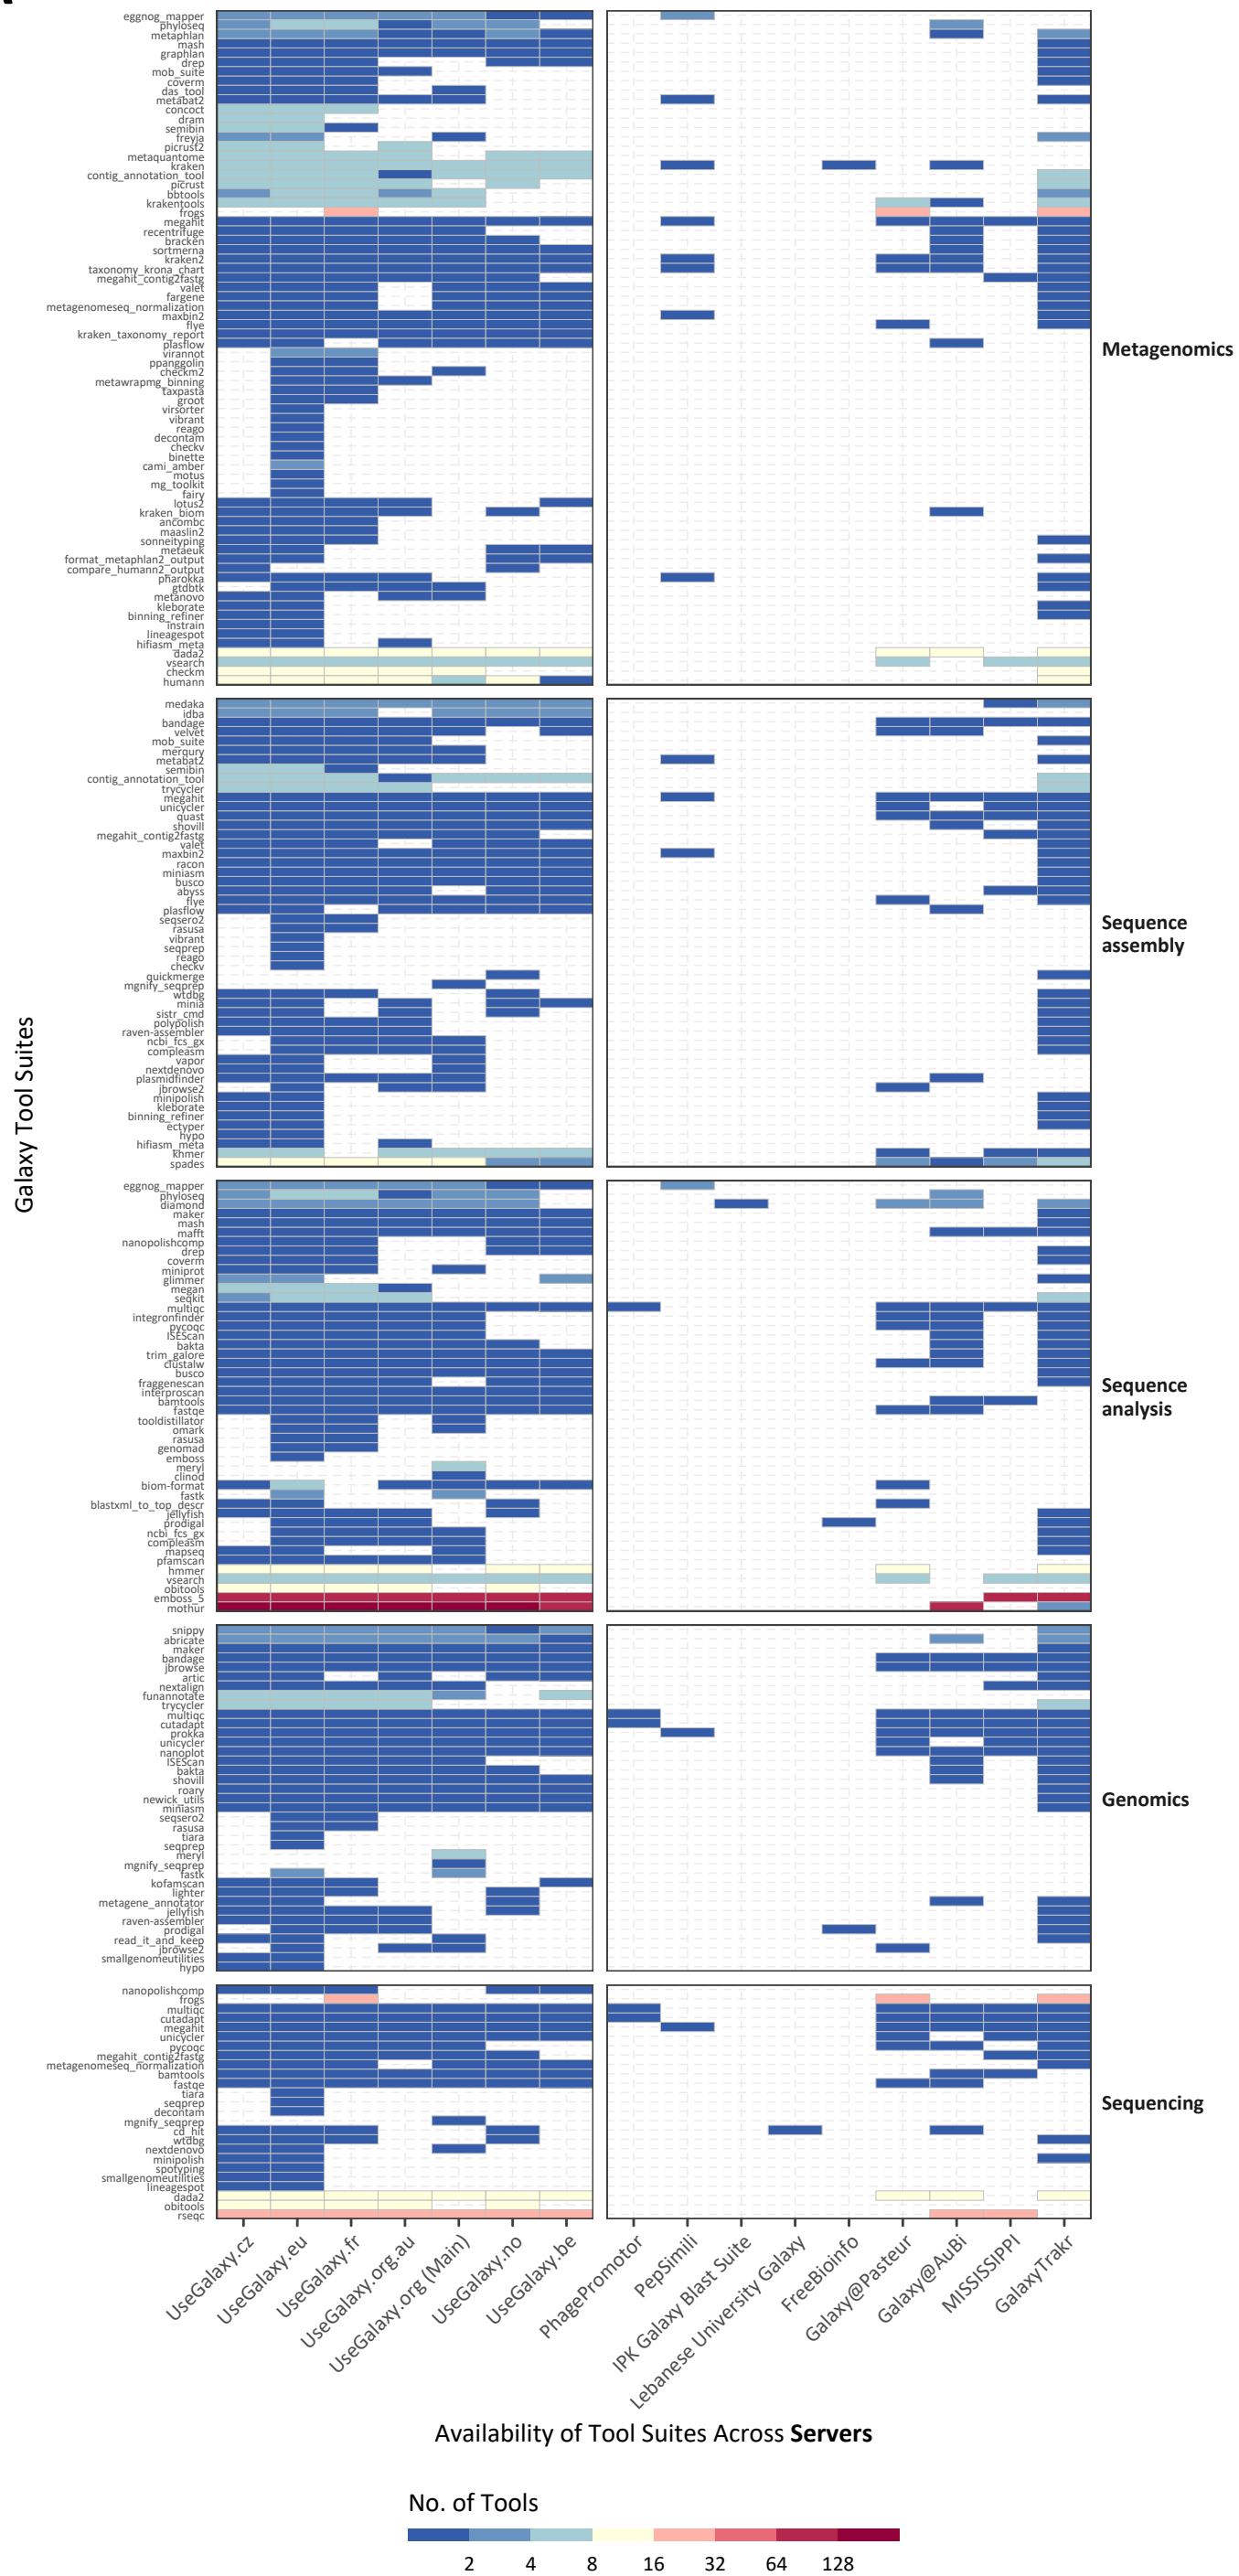 eggnog_mapper
phyloseq
metaphlan
mash
graphlan
drep
mob_suite
coverm
das_tool
metabat2
concoct
dram
semibin
freyja
picrust2
metaquantome
kraken
contig_annotation_tool
picrust
bbtools
krakentools
frogs
megahit
recentrifuge
bracken
sortmerna
kraken2
taxonomy_krona_chart
megahit_contig2fastg
valet
fargene
metagenomeseq_normalization
maxbin2
flye
kraken_taxonomy_report
plasflow
virannot
ppanggolin
checkm2
metawrapmg_binning
taxpasta
groot
virsorter
vibrant
reago
decontam
checkv
binette
cami_amber
motus
mg_toolkit
fairy
lotus2
kraken_biom
ancombc
maaslin2
sonneityping
metaeuk
format_metaphlan2_output
compare_humann2_output
pharokka
gtdbtk
metanovo
kleborate
binning_refiner
instrain
lineagespot
hifiasm_meta
dada2
vsearch
checkm
humann
Metagenomics
medaka
idba
bandage
velvet
mob_suite
merqury
metabat2
semibin
contig_annotation_tool
trycycler
megahit
unicycler
quast
shovill
megahit_contig2fastg
valet
maxbin2
racon
miniasm
busco
abyss
flye
plasflow
seqsero2
rasusa
vibrant
seqprep
reago
checkv
quickmerge
mgnify_seqprep
wtdbg
minia
sistr_cmd
polypolish
raven-assembler
ncbi_fcs_gx
compleasm
vapor
nextdenovo
plasmidfinder
jbrowse2
minipolish
kleborate
binning_refiner
ectyper
hypo
hifiasm_meta
khmer
spades
Sequence
assembly
Galaxy Tool Suites
eggnog_mapper
phyloseq
diamond
maker
mash
mafft
nanopolishcomp
drep
coverm
miniprot
glimmer
megan
seqkit
multiqc
integronfinder
pycoqc
ISEScan
bakta
trim_galore
clustalw
busco
fraggenescan
interproscan
bamtools
fastqe
tooldistillator
omark
rasusa
genomad
emboss
meryl
clinod
biom-format
fastk
blastxml_to_top_descr
jellyfish
prodigal
ncbi_fcs_gx
compleasm
mapseq
pfamscan
hmmer
vsearch
obitools
emboss_5
mothur
Sequence
analysis
snippy
abricate
maker
bandage
jbrowse
artic
nextalign
funannotate
trycycler
multiqc
cutadapt
prokka
unicycler
nanoplot
ISEScan
bakta
shovill
roary
newick_utils
miniasm
seqsero2
rasusa
tiara
seqprep
meryl
mgnify_seqprep
fastk
kofamscan
lighter
metagene_annotator
jellyfish
raven-assembler
prodigal
read_it_and_keep
jbrowse2
smallgenomeutilities
hypo
Genomics
nanopolishcomp
frogs
multiqc
cutadapt
megahit
unicycler
pycoqc
megahit_contig2fastg
metagenomeseq_normalization
bamtools
fastqe
tiara
seqprep
decontam
mgnify_seqprep
cd_hit
wtdbg
nextdenovo
minipolish
spotyping
smallgenomeutilities
lineagespot
dada2
obitools
rseqc
Sequencing
UseGalaxy.cz
UseGalaxy.eu
UseGalaxy.fr
UseGalaxy.org.au
UseGalaxy.org (Main)
UseGalaxy.no
UseGalaxy.be
PhagePromotor
PepSimili
IPK Galaxy Blast Suite
Lebanese University Galaxy
FreeBioinfo
Galaxy@Pasteur
Galaxy@AuBi
MISSISSIPPI
GalaxyTrakr
Availability of Tool Suites Across Servers
No. of Tools
2 4 8 16 32 64 128